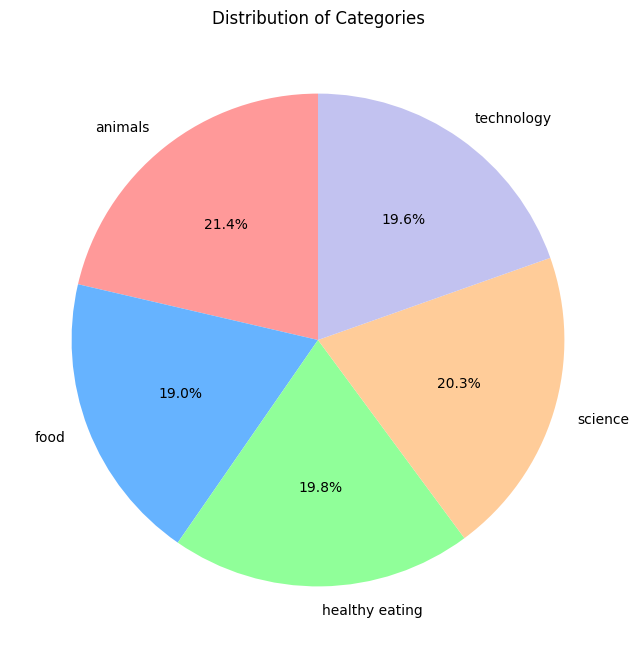 Distribution of Categories
technology
animals
19.6%
21.4%
20.3%
19.0%
science
food
19.8%
healthy eating